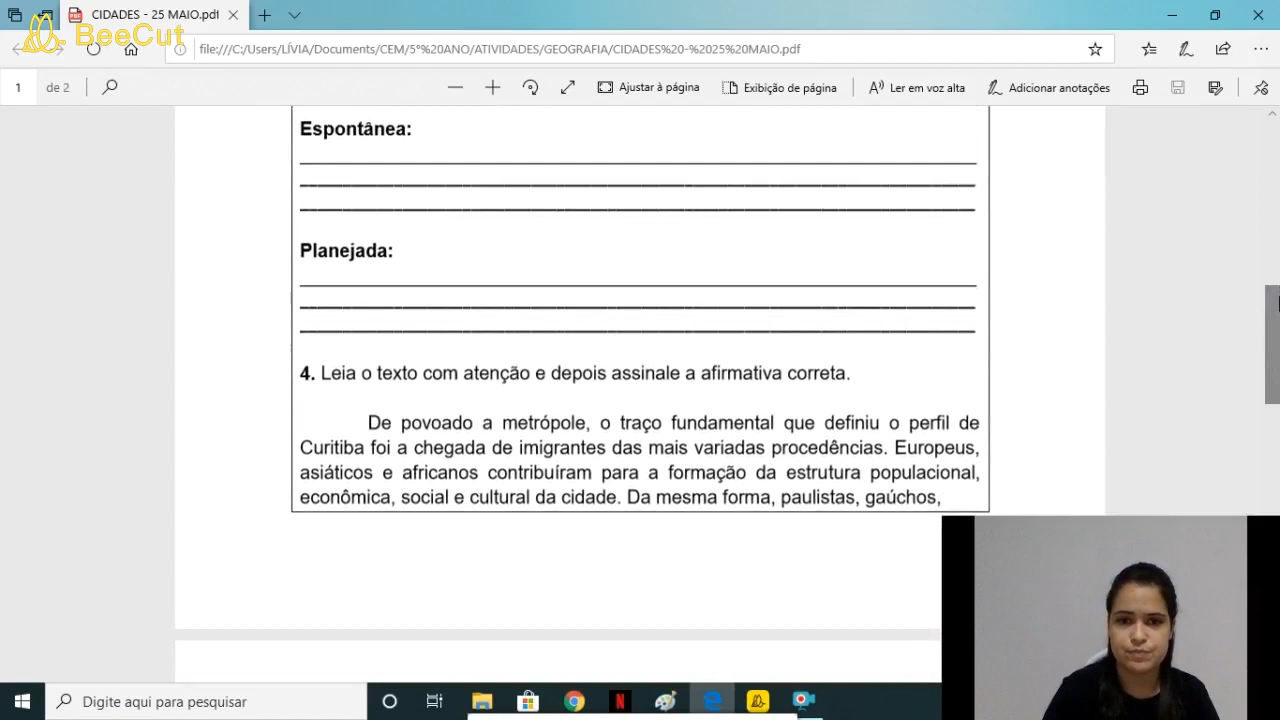 CIDADES - 25 MAIO.pdf
BeeCut
file:///C:/Users/LÍVIA/Documents/CEM/5°%20ANO/ATIVIDADES/GEOGRAFIA/CIDADES%20-%2025%20MAIO.pdf
1 de 2 Ajustar à página Exibição de página Ler em voz alta Adicionar anotações
Espontânea:
Planejada:
4. Leia o texto com atenção e depois assinale a afirmativa correta.
De povoado a metrópole, o traço fundamental que definiu o perfil de
Curitiba foi a chegada de imigrantes das mais variadas procedências. Europeus,
asiáticos e africanos contribuíram para a formação da estrutura populacional,
econômica, social e cultural da cidade. Da mesma forma, paulistas, gaúchos,
Digite aqui para pesquisar